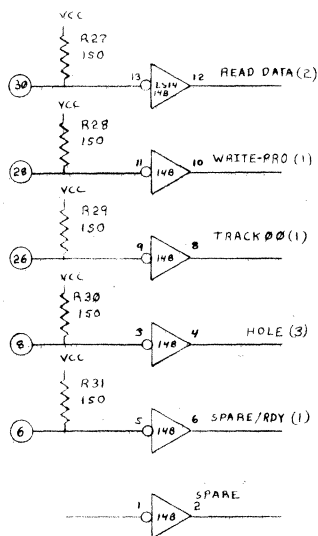 VCC
R27
150
30 13 LS14 14B 12 READ DATA (2)
VCC
R28
150
28 11 14B 10 WRITE-PRO (1)
VCC
R29
150
26 9 14B 8 TRACK ØØ (1)
VCC
R30
150
8 3 14B 4 HOLE (3)
VCC
R31
150
6 5 14B 6 SPARE/RDY (1)
1 14B 2 SPARE